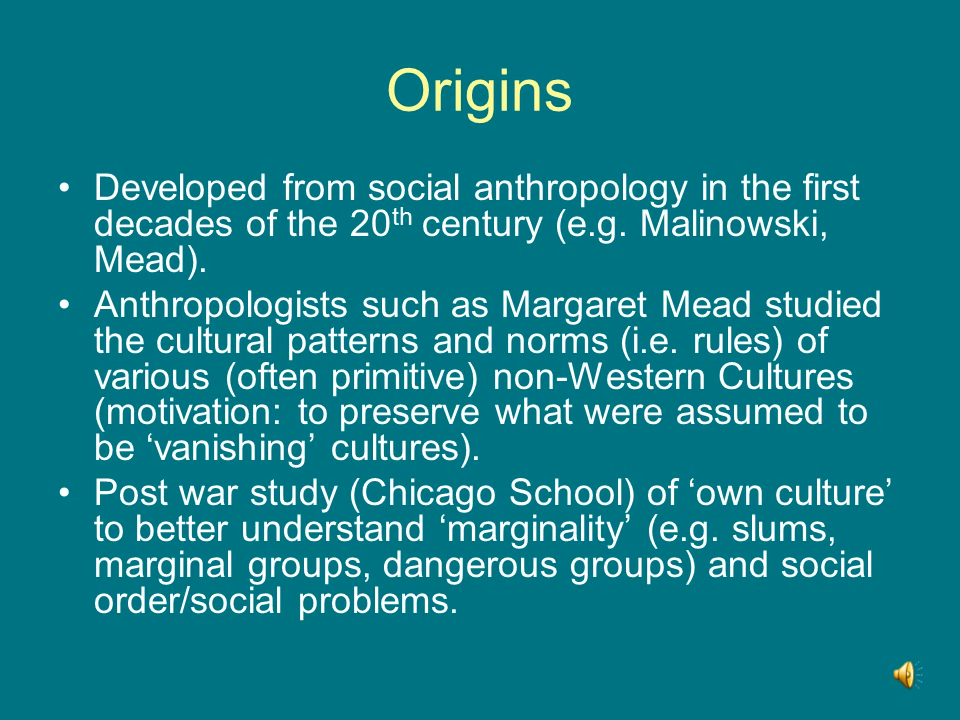 Origins
• Developed from social anthropology in the first
decades of the 20th century (e.g. Malinowski,
Mead).
• Anthropologists such as Margaret Mead studied
the cultural patterns and norms (i.e. rules) of
various (often primitive) non-Western Cultures
(motivation: to preserve what were assumed to
be ‘vanishing’ cultures).
• Post war study (Chicago School) of ‘own culture’
to better understand ‘marginality’ (e.g. slums,
marginal groups, dangerous groups) and social
order/social problems.